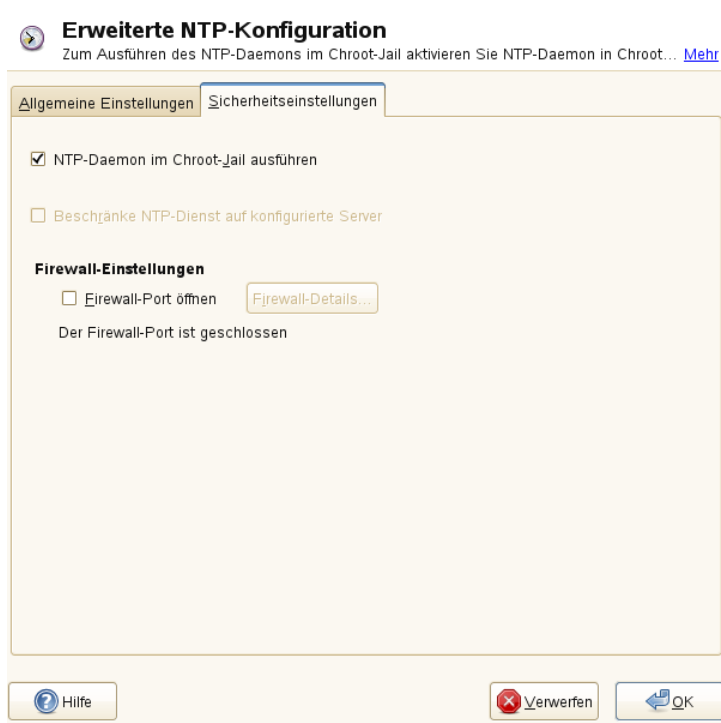 Erweiterte NTP-Konfiguration
Zum Ausführen des NTP-Daemons im Chroot-Jail aktivieren Sie NTP-Daemon in Chroot... Mehr
Allgemeine Einstellungen
Sicherheitseinstellungen
NTP-Daemon im Chroot-Jail ausführen
Beschränke NTP-Dienst auf konfigurierte Server
Firewall-Einstellungen
Firewall-Port öffnen
Firewall-Details...
Der Firewall-Port ist geschlossen
Hilfe
Verwerfen
OK